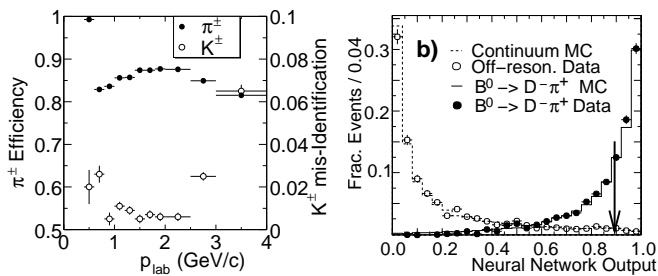 π± Efficiency
1
0.9
0.8
0.7
0.6
0.5
0 1 2 3 4
p_lab (GeV/c)
π±
K±
0.1
0.08
0.06
0.04
0.02
0
K± mis-Identification
b)
Frac. Events / 0.04
0.3
0.2
0.1
Continuum MC
Off-reson. Data
B⁰ -> D⁻π⁺ MC
B⁰ -> D⁻π⁺ Data
0.0 0.2 0.4 0.6 0.8 1.0
Neural Network Output